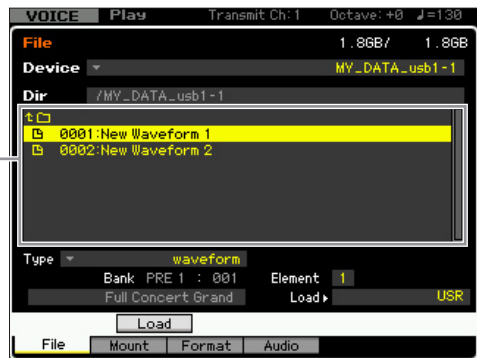 VOICE Play Transmit Ch:1 Octave:+0 ♩=130
File 1.8GB/ 1.8GB
Device MY_DATA_usb1-1
Dir /MY_DATA_usb1-1
0001:New Waveform 1
0002:New Waveform 2
Type waveform
Bank PRE 1 : 001 Element 1
Full Concert Grand Load USR
Load
File Mount Format Audio